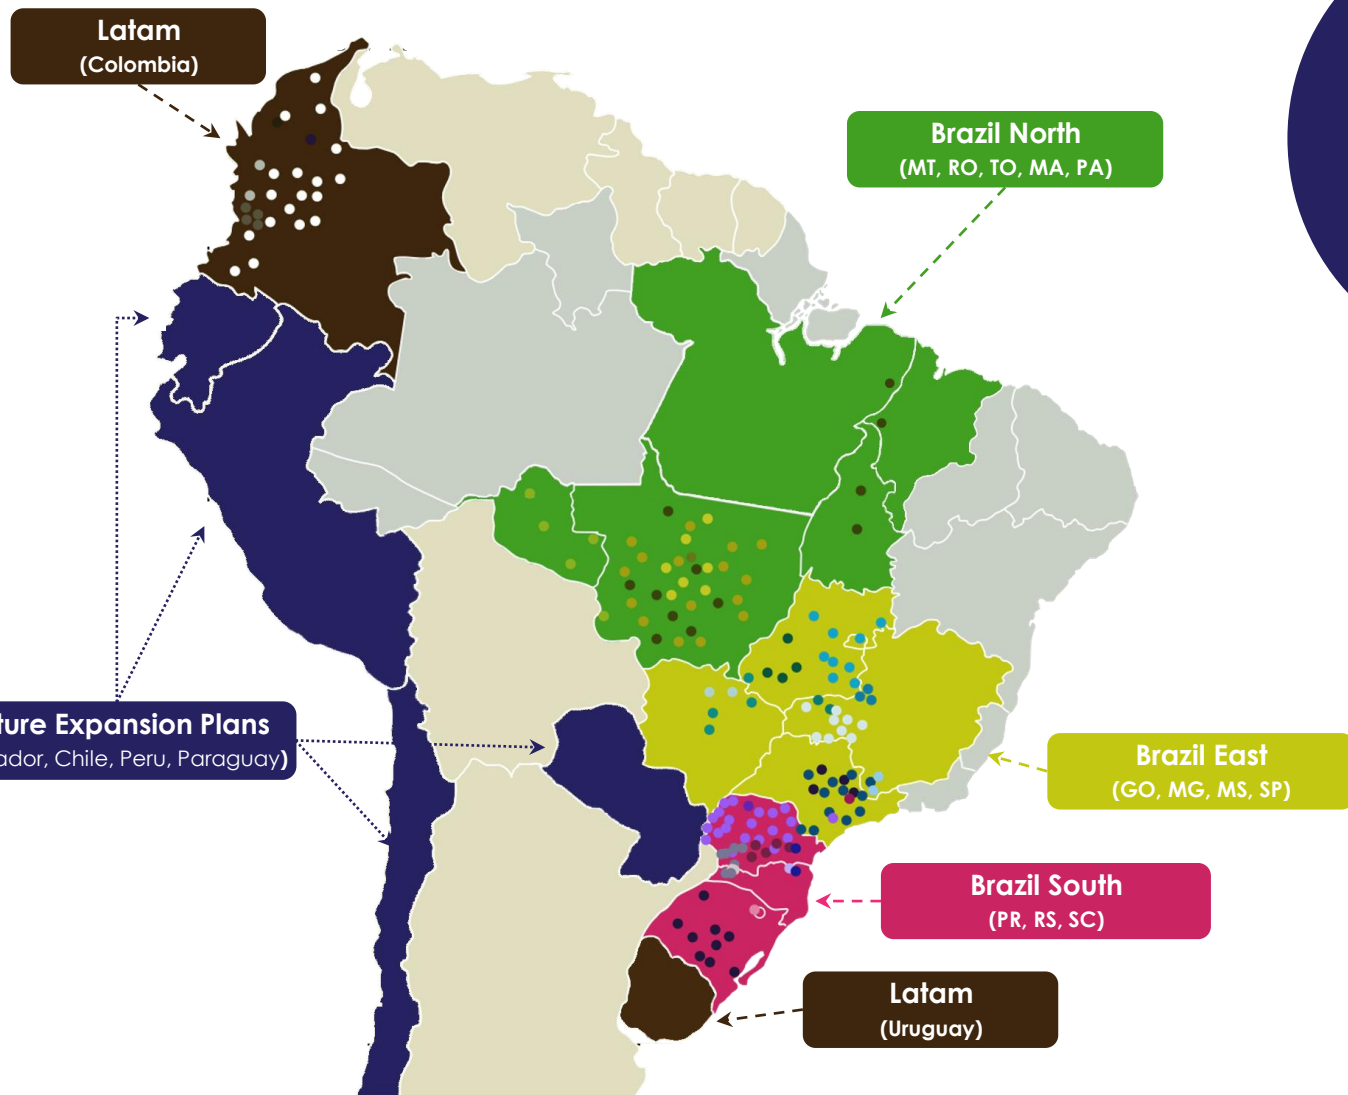 Latam
(Colombia)
Brazil North
(MT, RO, TO, MA, PA)
ture Expansion Plans
ador, Chile, Peru, Paraguay)
Brazil East
(GO, MG, MS, SP)
Brazil South
(PR, RS, SC)
Latam
(Uruguay)